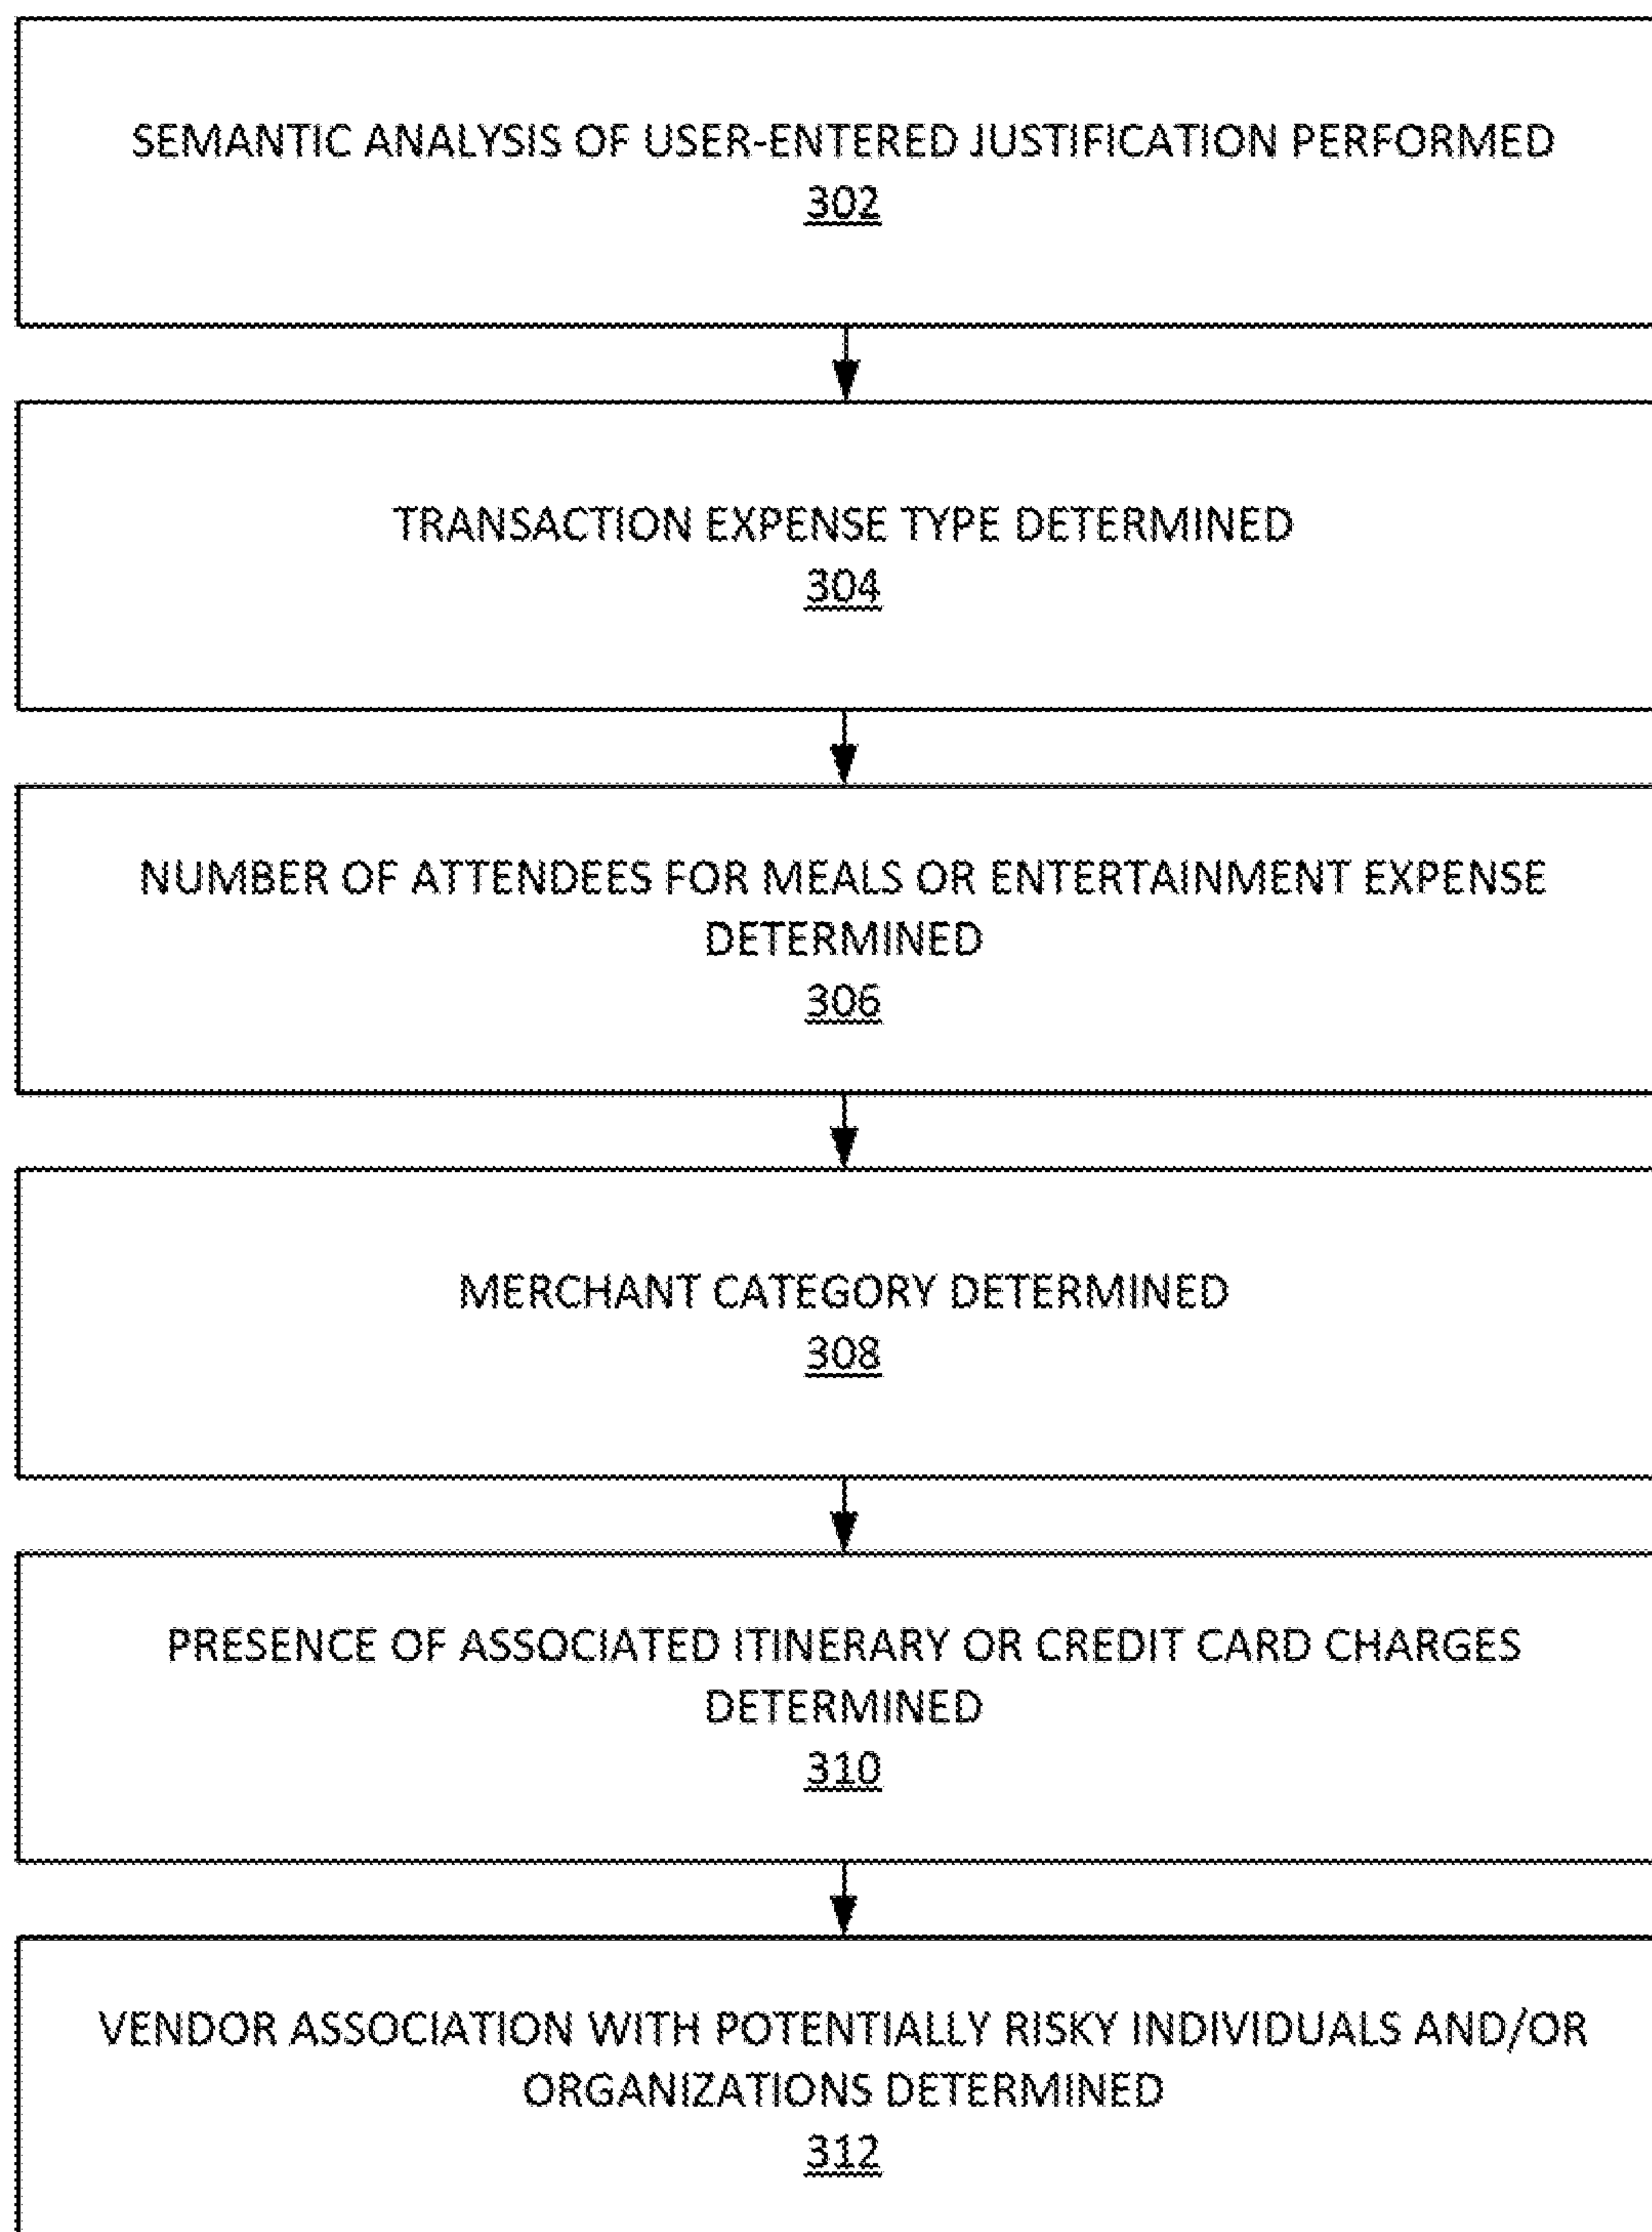 SEMANTIC ANALYSIS OF USER-ENTERED JUSTIFICATION PERFORMED
302
TRANSACTION EXPENSE TYPE DETERMINED
304
NUMBER OF ATTENDEES FOR MEALS OR ENTERTAINMENT EXPENSE
DETERMINED
306
MERCHANT CATEGORY DETERMINED
308
PRESENCE OF ASSOCIATED ITINERARY OR CREDIT CARD CHARGES
DETERMINED
310
VENDOR ASSOCIATION WITH POTENTIALLY RISKY INDIVIDUALS AND/OR
ORGANIZATIONS DETERMINED
312